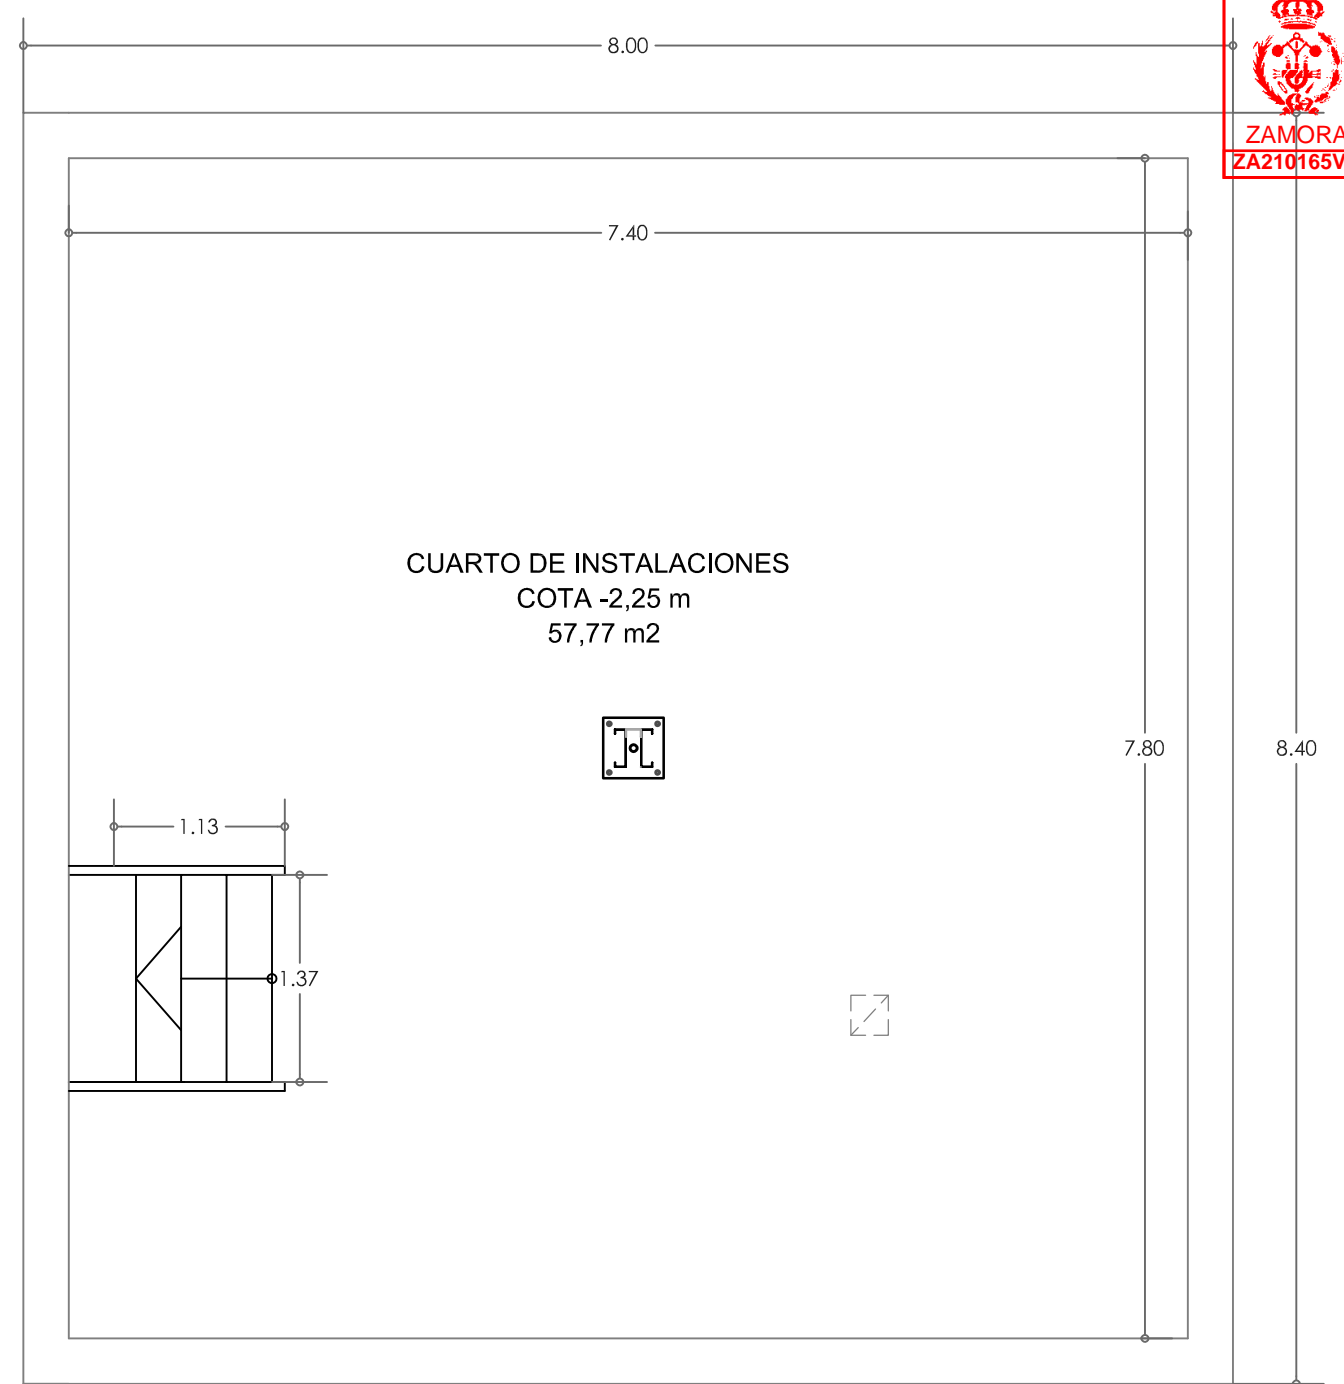 8.00
ZAMORA
ZA210165V
7.40
CUARTO DE INSTALACIONES
COTA -2,25 m
57,77 m2
7.80
8.40
1.13
1.37